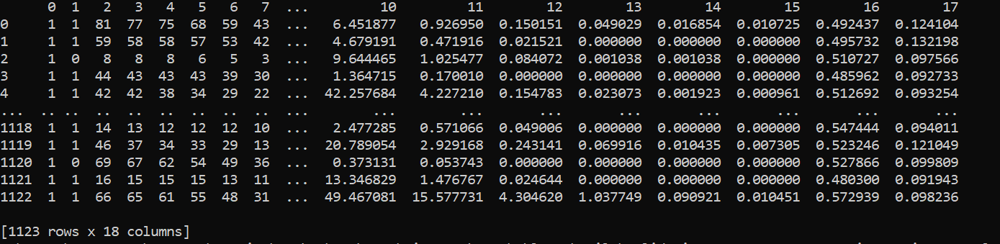 0 1 2 3 4 5 6 7 ... 10 11 12 13 14 15 16 17
0 1 1 81 77 75 68 59 43 ... 6.451877 0.926950 0.150151 0.049029 0.016854 0.010725 0.492437 0.124104
1 1 1 59 58 58 57 53 42 ... 4.679191 0.471916 0.021521 0.000000 0.000000 0.000000 0.495732 0.132198
2 1 0 8 8 8 6 5 3 ... 9.644465 1.025477 0.084072 0.001038 0.001038 0.000000 0.510727 0.097566
3 1 1 44 43 43 43 39 30 ... 1.364715 0.170010 0.000000 0.000000 0.000000 0.000000 0.485962 0.092733
4 1 1 42 42 38 34 29 22 ... 42.257684 4.227210 0.154783 0.023073 0.001923 0.000961 0.512692 0.093254
... .. .. .. .. .. .. .. .. ... ... ... ... ... ... ... ... ...
1118 1 1 14 13 12 12 12 10 ... 2.477285 0.571066 0.049006 0.000000 0.000000 0.000000 0.547444 0.094011
1119 1 1 46 37 34 33 29 13 ... 20.789054 2.929168 0.243141 0.069916 0.010435 0.007305 0.523246 0.121049
1120 1 0 69 67 62 54 49 36 ... 0.373131 0.053743 0.000000 0.000000 0.000000 0.000000 0.527866 0.099809
1121 1 1 16 15 15 15 13 11 ... 13.346829 1.476767 0.024644 0.000000 0.000000 0.000000 0.480300 0.091943
1122 1 1 66 65 61 55 48 31 ... 49.467081 15.577731 4.304620 1.037749 0.090921 0.010451 0.572939 0.098236
[1123 rows x 18 columns]